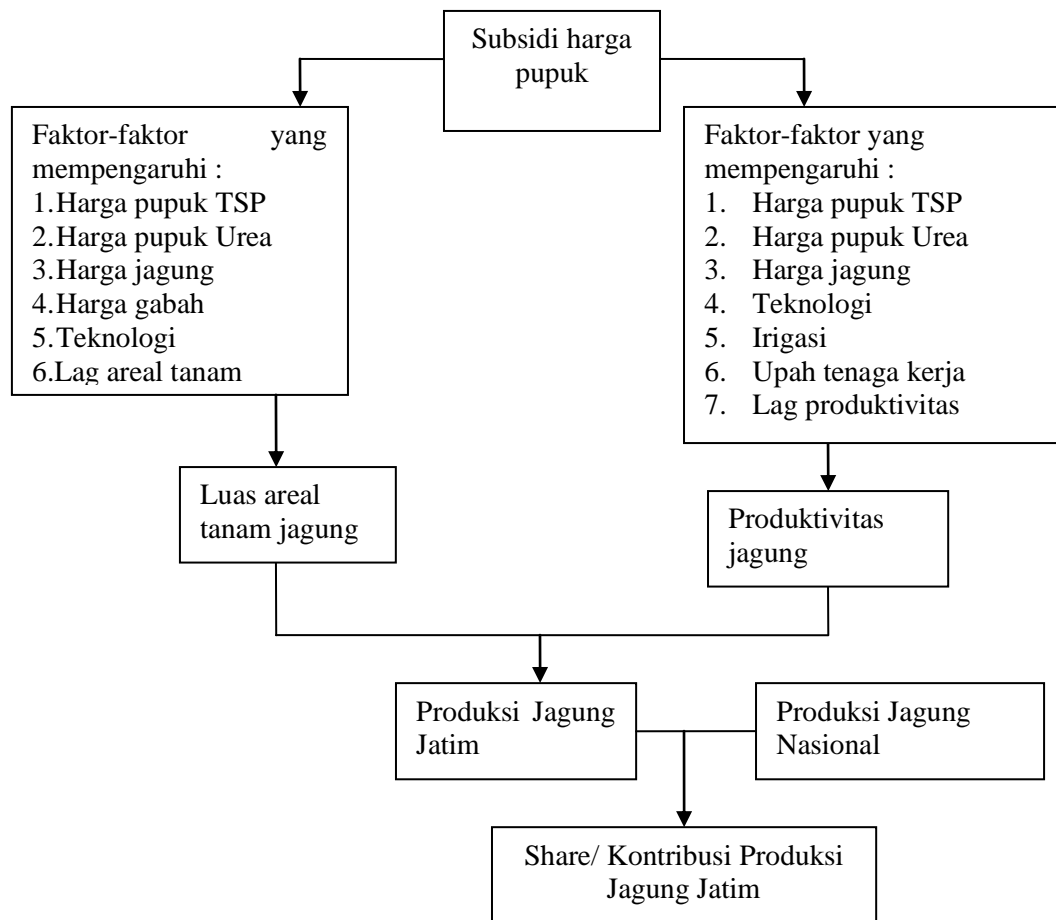 Subsidi harga
pupuk
Faktor-faktor yang
mempengaruhi :
1.Harga pupuk TSP
2.Harga pupuk Urea
3.Harga jagung
4.Harga gabah
5.Teknologi
6.Lag areal tanam
Faktor-faktor yang
mempengaruhi :
1. Harga pupuk TSP
2. Harga pupuk Urea
3. Harga jagung
4. Teknologi
5. Irigasi
6. Upah tenaga kerja
7. Lag produktivitas
Luas areal
tanam jagung
Produktivitas
jagung
Produksi Jagung
Jatim
Produksi Jagung
Nasional
Share/ Kontribusi Produksi
Jagung Jatim